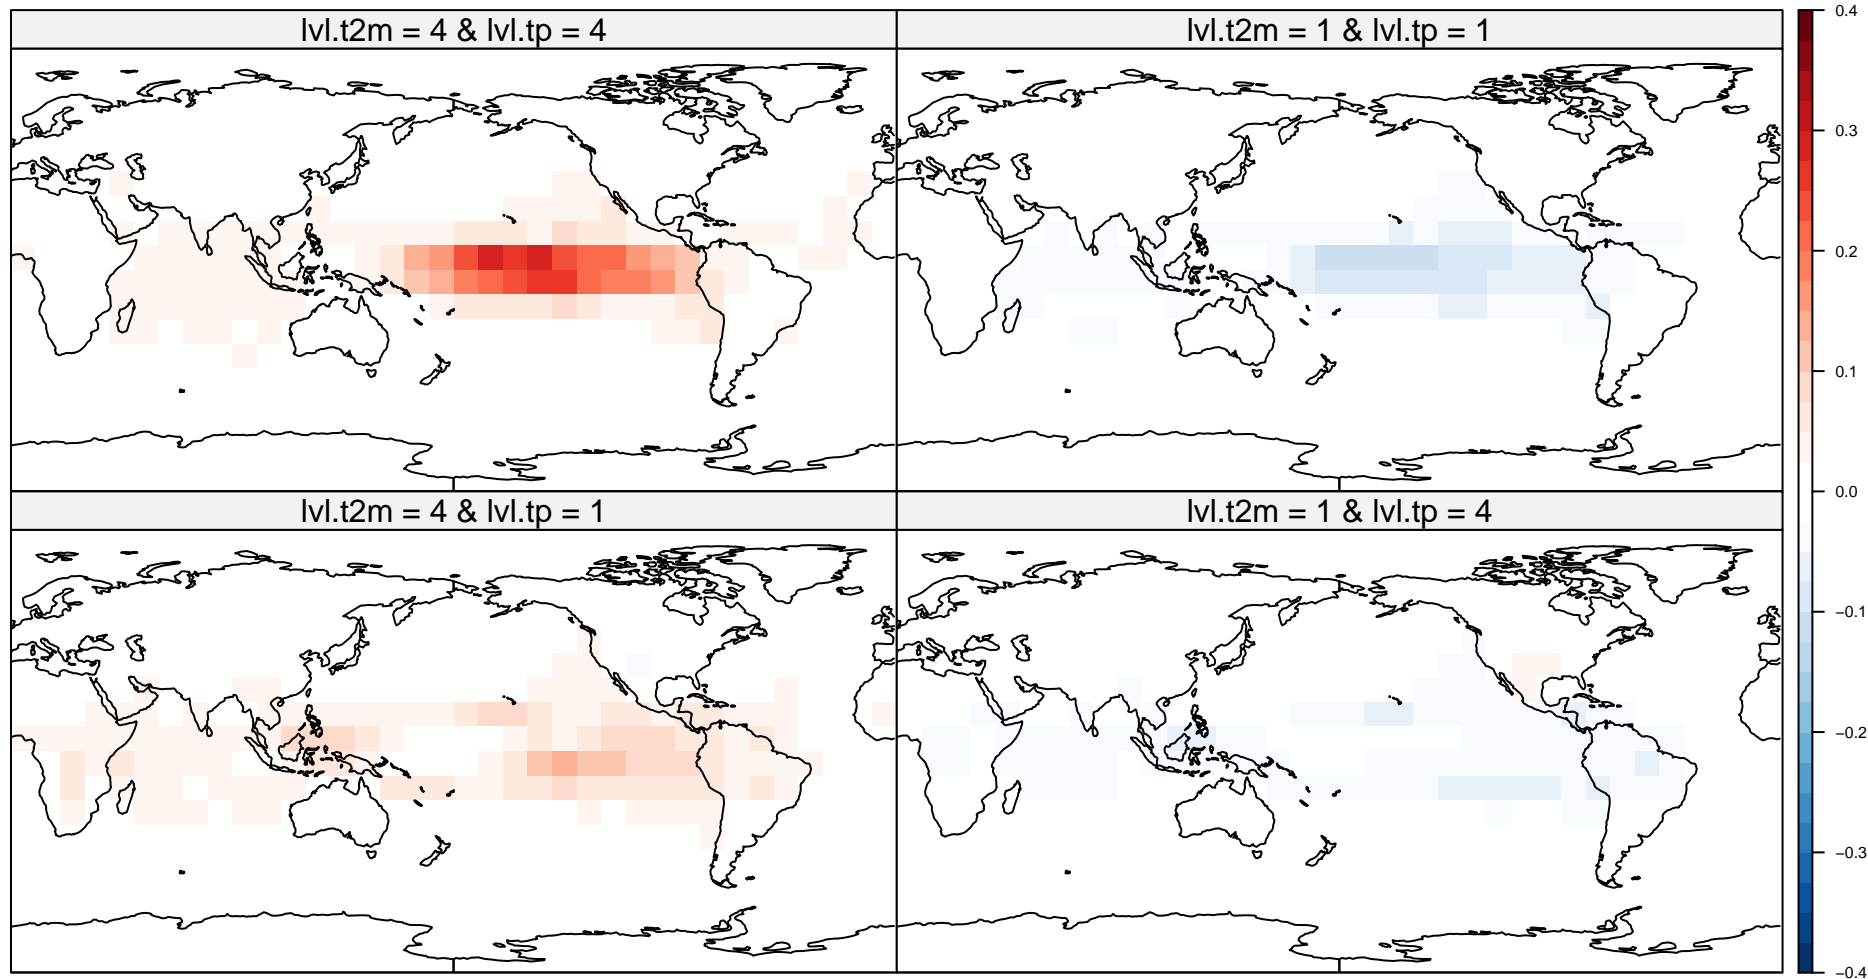 lvl.t2m = 4 & lvl.tp = 4
lvl.t2m = 1 & lvl.tp = 1
lvl.t2m = 4 & lvl.tp = 1
lvl.t2m = 1 & lvl.tp = 4
0.4
0.3
0.2
0.1
0.0
−0.1
−0.2
−0.3
−0.4